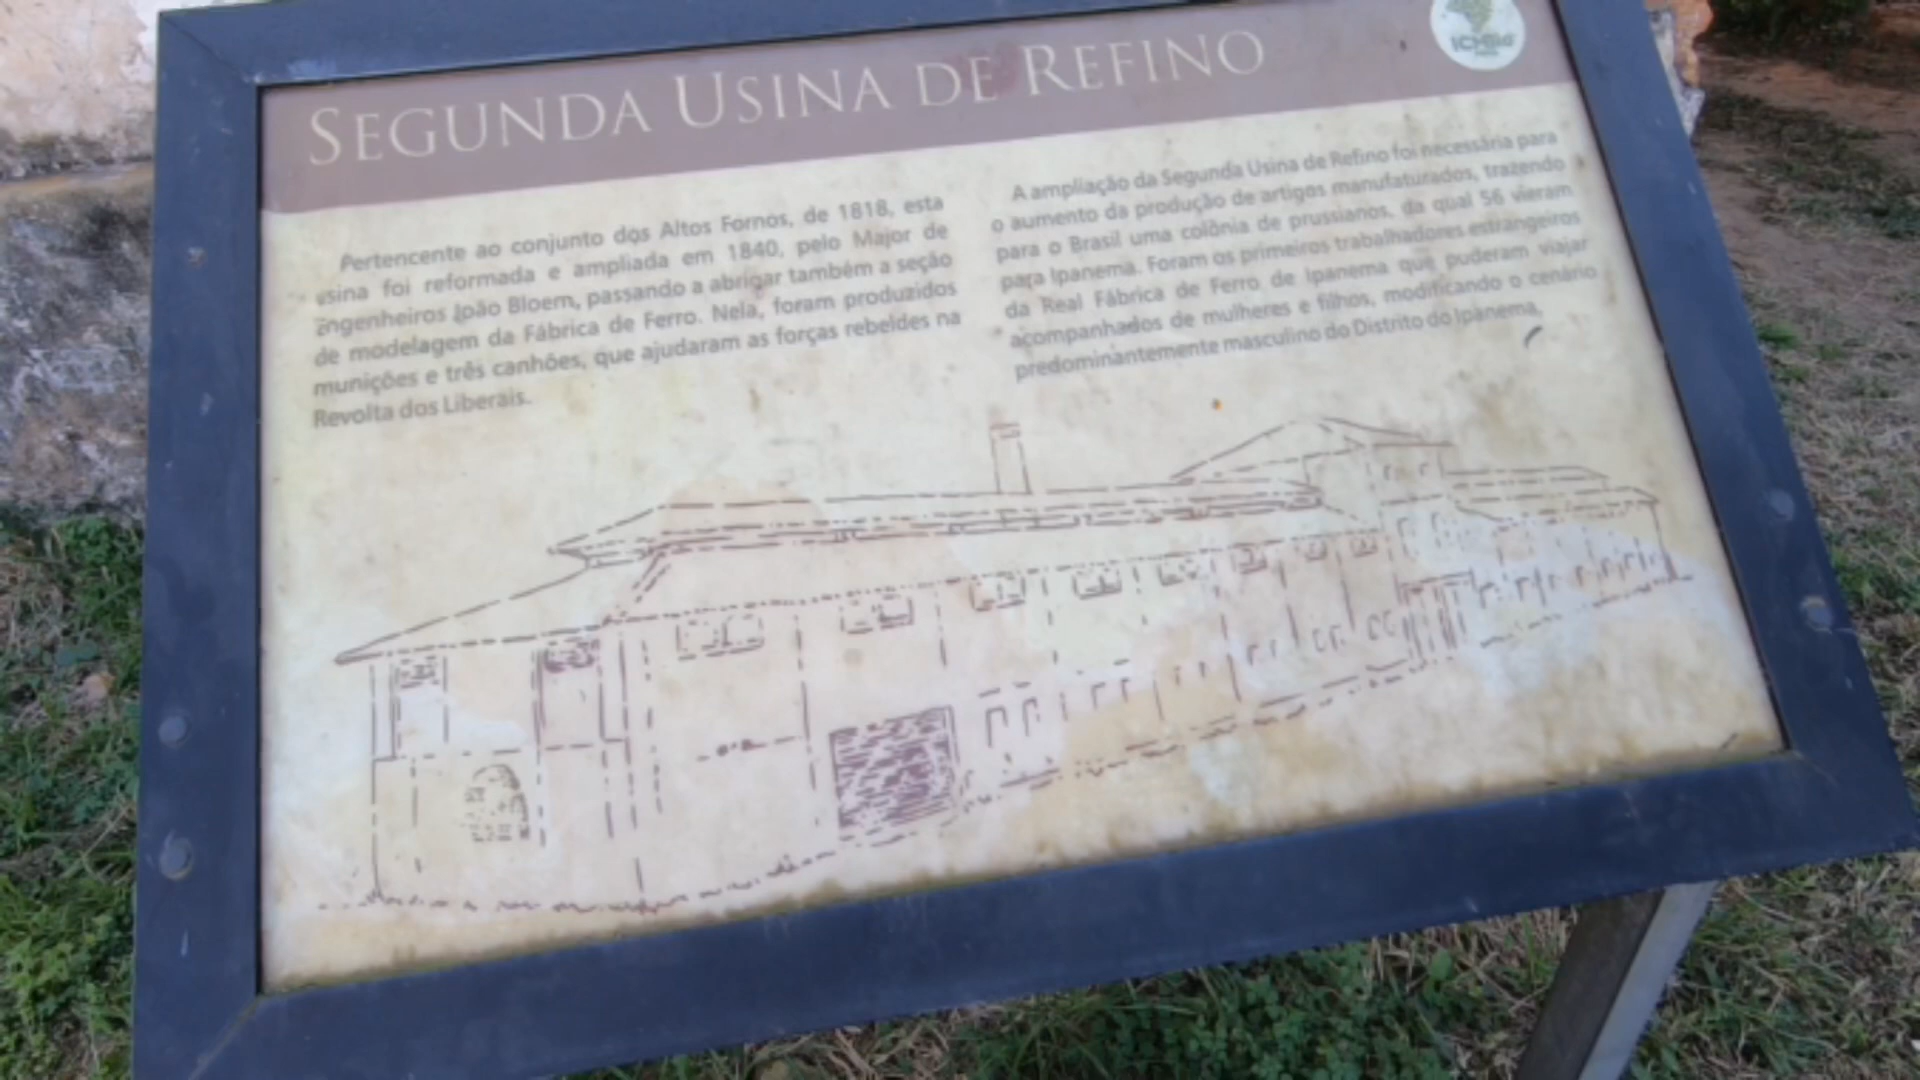 SEGUNDA USINA DE REFINO
Pertencente ao conjunto dos Altos Fornos, de 1818, esta
usina foi reformada e ampliada em 1840, pelo Major de
Engenheiros João Bloem, passando a abrigar também a seção
de modelagem da Fábrica de Ferro. Nela, foram produzidos
munições e três canhões, que ajudaram as forças rebeldes na
Revolta dos Liberais.
A ampliação da Segunda Usina de Refino foi necessária para
o aumento da produção de artigos manufaturados, trazendo
para o Brasil uma colônia de prussianos, da qual 56 vieram
para Ipanema. Foram os primeiros trabalhadores estrangeiros
da Real Fábrica de Ferro de Ipanema que puderam viajar
acompanhados de mulheres e filhos, modificando o cenário
predominantemente masculino do Distrito do Ipanema.